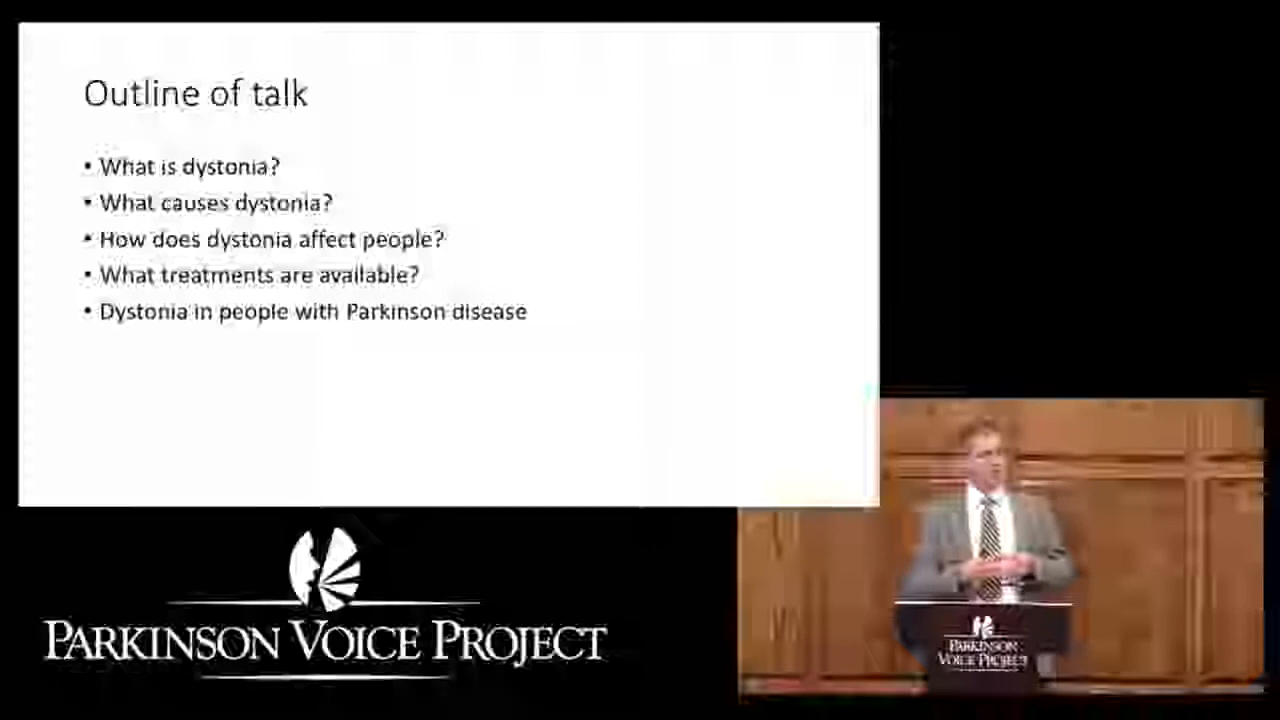 Outline of talk
• What is dystonia?
• What causes dystonia?
• How does dystonia affect people?
• What treatments are available?
• Dystonia in people with Parkinson disease
PARKINSON VOICE PROJECT
PARKINSON
VOICE PROJECT